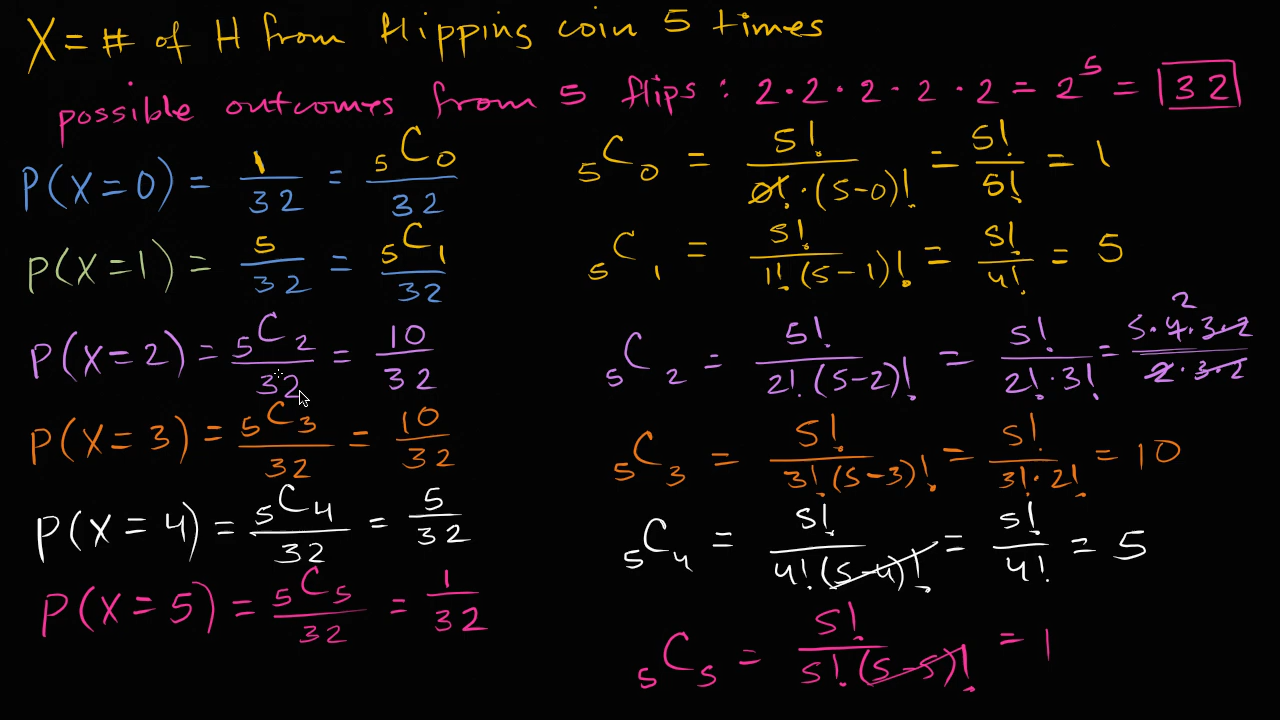 X = # of H from flipping coin 5 times
possible outcomes from 5 flips : 2·2·2·2·2 = 2⁵ = 32
P(X=0) = 1/32 = ₅C₀/32
₅C₀ = 5!/(0!·(5-0)!) = 5!/5! = 1
P(X=1) = 5/32 = ₅C₁/32
₅C₁ = 5!/(1!(5-1)!) = 5!/4! = 5
P(X=2) = ₅C₂/32 = 10/32
₅C₂ = 5!/(2!·(5-2)!) = 5!/(2!·3!) = 5·4·3·2/(2·3·2) 2
P(X=3) = ₅C₃/32 = 10/32
₅C₃ = 5!/(3!(5-3)!) = 5!/(3!·2!) = 10
P(X=4) = ₅C₄/32 = 5/32
₅C₄ = 5!/(4!(5-4)!) = 5!/4! = 5
P(X=5) = ₅C₅/32 = 1/32
₅C₅ = 5!/(5!(5-5)!) = 1